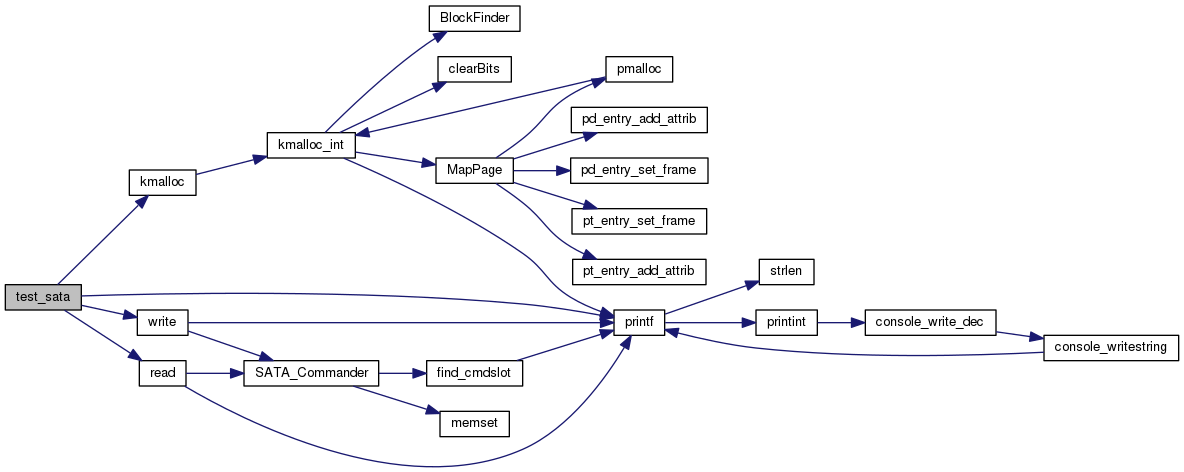 BlockFinder
clearBits
pmalloc
pd_entry_add_attrib
kmalloc_int
MapPage
pd_entry_set_frame
kmalloc
pt_entry_set_frame
pt_entry_add_attrib
strlen
test_sata
write
printf
printint
console_write_dec
console_writestring
read
SATA_Commander
find_cmdslot
memset